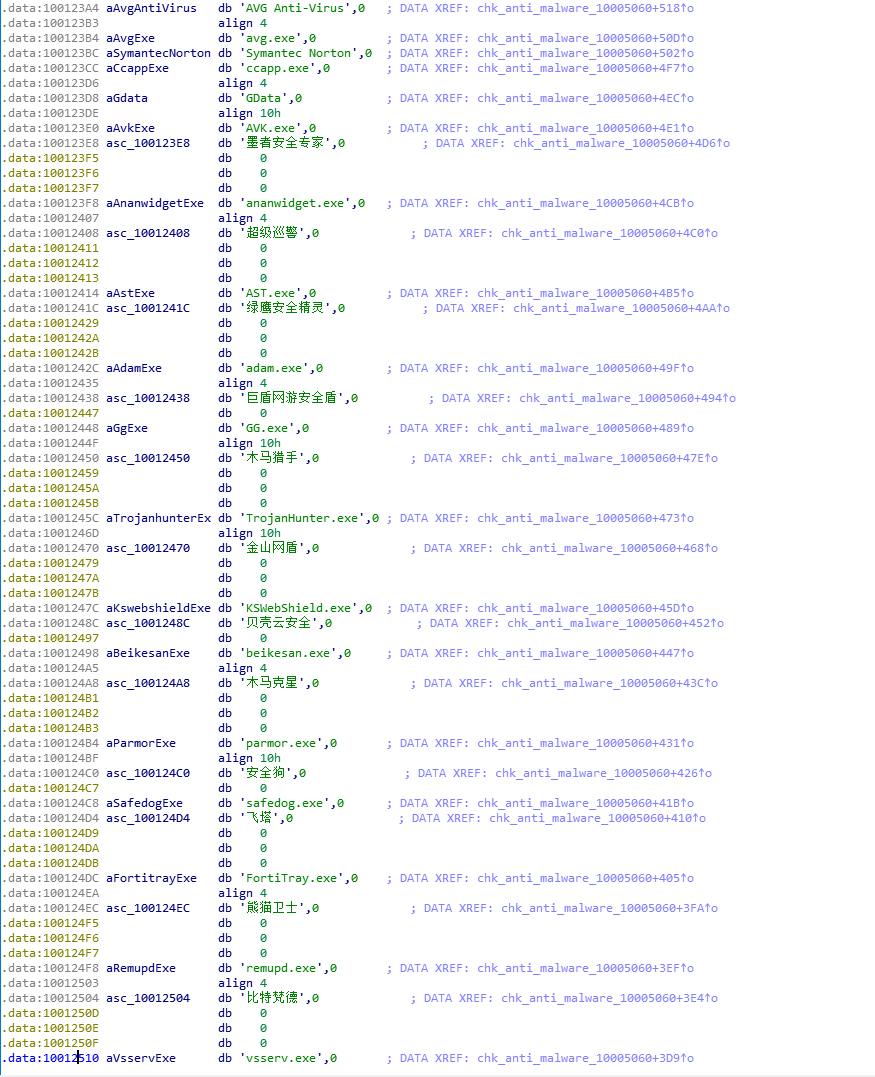 .data:100123A4 aAvgAntiVirus db 'AVG Anti-Virus',0 ; DATA XREF: chk_anti_malware_10005060+518↑o
.data:100123B3 align 4
.data:100123B4 aAvgExe db 'avg.exe',0 ; DATA XREF: chk_anti_malware_10005060+50D↑o
.data:100123BC aSymantecNorton db 'Symantec Norton',0 ; DATA XREF: chk_anti_malware_10005060+502↑o
.data:100123CC aCcappExe db 'ccapp.exe',0 ; DATA XREF: chk_anti_malware_10005060+4F7↑o
.data:100123D6 align 4
.data:100123D8 aGdata db 'GData',0 ; DATA XREF: chk_anti_malware_10005060+4EC↑o
.data:100123DE align 10h
.data:100123E0 aAvkExe db 'AVK.exe',0 ; DATA XREF: chk_anti_malware_10005060+4E1↑o
.data:100123E8 asc_100123E8 db '墨者安全专家',0 ; DATA XREF: chk_anti_malware_10005060+4D6↑o
.data:100123F5 db 0
.data:100123F6 db 0
.data:100123F7 db 0
.data:100123F8 aAnanwidgetExe db 'ananwidget.exe',0 ; DATA XREF: chk_anti_malware_10005060+4CB↑o
.data:10012407 align 4
.data:10012408 asc_10012408 db '超级巡警',0 ; DATA XREF: chk_anti_malware_10005060+4C0↑o
.data:10012411 db 0
.data:10012412 db 0
.data:10012413 db 0
.data:10012414 aAstExe db 'AST.exe',0 ; DATA XREF: chk_anti_malware_10005060+4B5↑o
.data:1001241C asc_1001241C db '绿鹰安全精灵',0 ; DATA XREF: chk_anti_malware_10005060+4AA↑o
.data:10012429 db 0
.data:1001242A db 0
.data:1001242B db 0
.data:1001242C aAdamExe db 'adam.exe',0 ; DATA XREF: chk_anti_malware_10005060+49F↑o
.data:10012435 align 4
.data:10012438 asc_10012438 db '巨盾网游安全盾',0 ; DATA XREF: chk_anti_malware_10005060+494↑o
.data:10012447 db 0
.data:10012448 aGgExe db 'GG.exe',0 ; DATA XREF: chk_anti_malware_10005060+489↑o
.data:1001244F align 10h
.data:10012450 asc_10012450 db '木马猎手',0 ; DATA XREF: chk_anti_malware_10005060+47E↑o
.data:10012459 db 0
.data:1001245A db 0
.data:1001245B db 0
.data:1001245C aTrojanhunterEx db 'TrojanHunter.exe',0 ; DATA XREF: chk_anti_malware_10005060+473↑o
.data:1001246D align 10h
.data:10012470 asc_10012470 db '金山网盾',0 ; DATA XREF: chk_anti_malware_10005060+468↑o
.data:10012479 db 0
.data:1001247A db 0
.data:1001247B db 0
.data:1001247C aKswebshieldExe db 'KSWebShield.exe',0 ; DATA XREF: chk_anti_malware_10005060+45D↑o
.data:1001248C asc_1001248C db '贝壳云安全',0 ; DATA XREF: chk_anti_malware_10005060+452↑o
.data:10012497 db 0
.data:10012498 aBeikesanExe db 'beikesan.exe',0 ; DATA XREF: chk_anti_malware_10005060+447↑o
.data:100124A5 align 4
.data:100124A8 asc_100124A8 db '木马克星',0 ; DATA XREF: chk_anti_malware_10005060+43C↑o
.data:100124B1 db 0
.data:100124B2 db 0
.data:100124B3 db 0
.data:100124B4 aParmorExe db 'parmor.exe',0 ; DATA XREF: chk_anti_malware_10005060+431↑o
.data:100124BF align 10h
.data:100124C0 asc_100124C0 db '安全狗',0 ; DATA XREF: chk_anti_malware_10005060+426↑o
.data:100124C7 db 0
.data:100124C8 aSafedogExe db 'safedog.exe',0 ; DATA XREF: chk_anti_malware_10005060+41B↑o
.data:100124D4 asc_100124D4 db '飞塔',0 ; DATA XREF: chk_anti_malware_10005060+410↑o
.data:100124D9 db 0
.data:100124DA db 0
.data:100124DB db 0
.data:100124DC aFortitrayExe db 'FortiTray.exe',0 ; DATA XREF: chk_anti_malware_10005060+405↑o
.data:100124EA align 4
.data:100124EC asc_100124EC db '熊猫卫士',0 ; DATA XREF: chk_anti_malware_10005060+3FA↑o
.data:100124F5 db 0
.data:100124F6 db 0
.data:100124F7 db 0
.data:100124F8 aRemupdExe db 'remupd.exe',0 ; DATA XREF: chk_anti_malware_10005060+3EF↑o
.data:10012503 align 4
.data:10012504 asc_10012504 db '比特梵德',0 ; DATA XREF: chk_anti_malware_10005060+3E4↑o
.data:1001250D db 0
.data:1001250E db 0
.data:1001250F db 0
.data:10012510 aVsservExe db 'vsserv.exe',0 ; DATA XREF: chk_anti_malware_10005060+3D9↑o